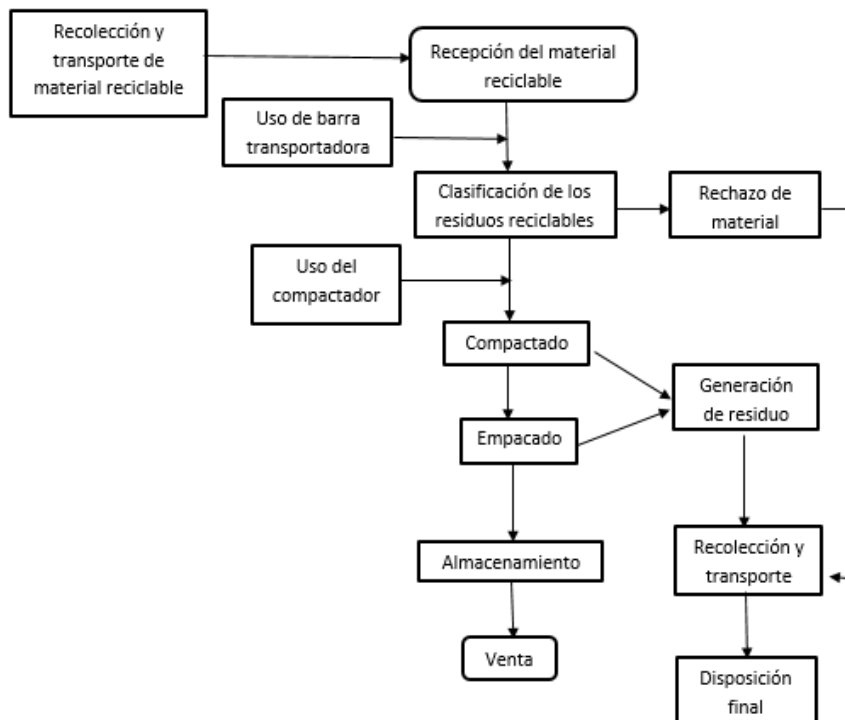 Recolección y
transporte de
material reciclable
Recepción del material
reciclable
Uso de barra
transportadora
Clasificación de los
residuos reciclables
Rechazo de
material
Uso del
compactador
Compactado
Generación
de residuo
Empacado
Almacenamiento
Recolección y
transporte
Venta
Disposición
final